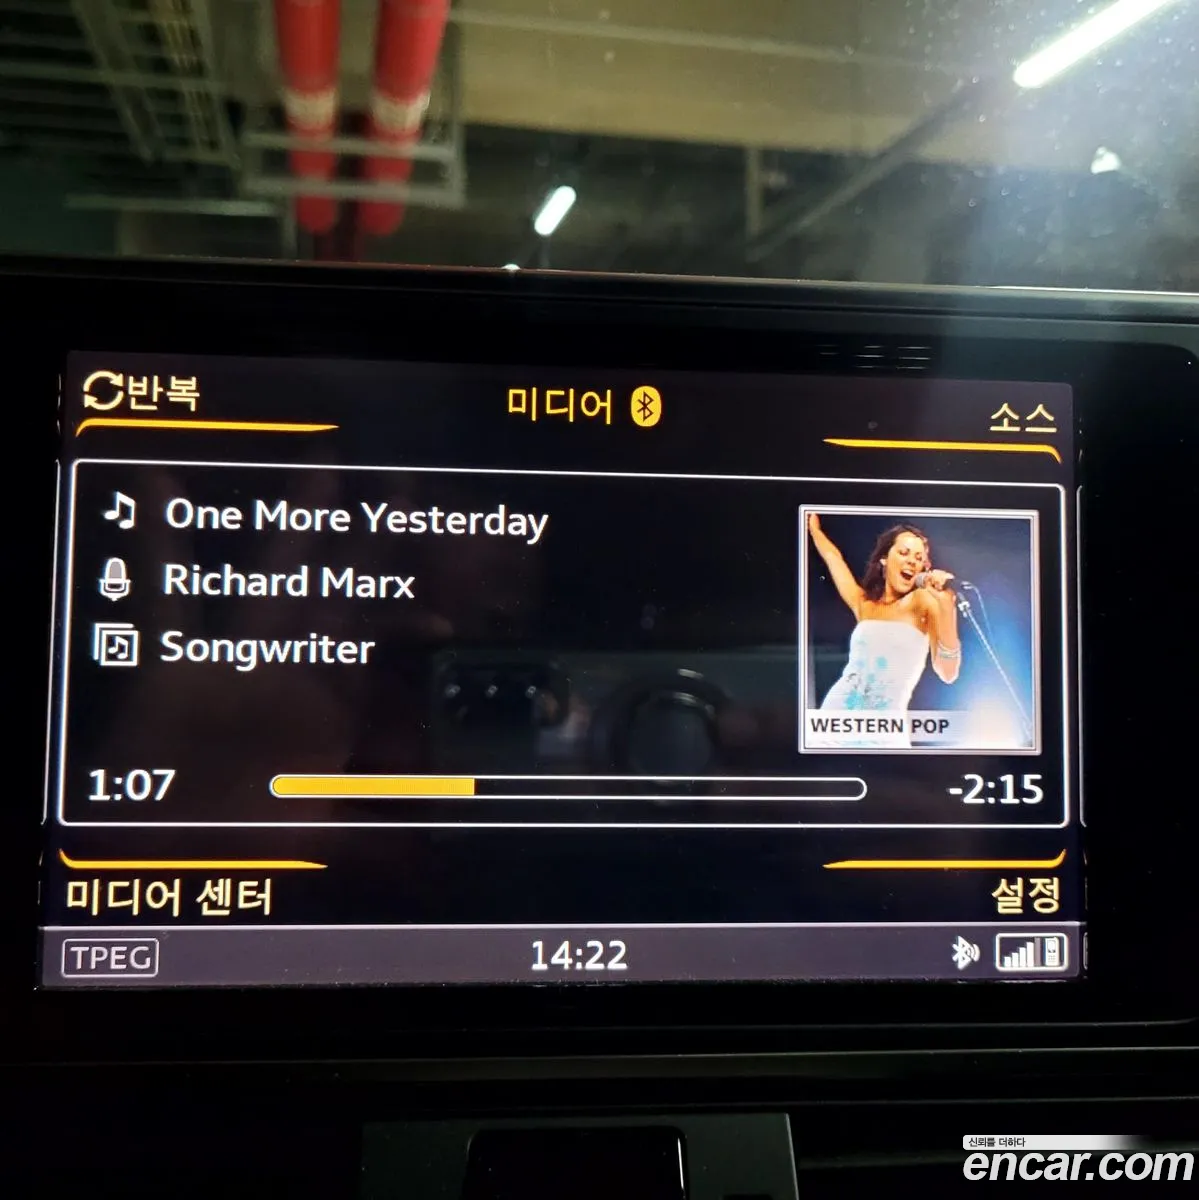 반복
미디어
소스
One More Yesterday
Richard Marx
Songwriter
WESTERN POP
1:07
-2:15
미디어 센터
설정
TPEG
14:22
신뢰를 더하다
encar.com